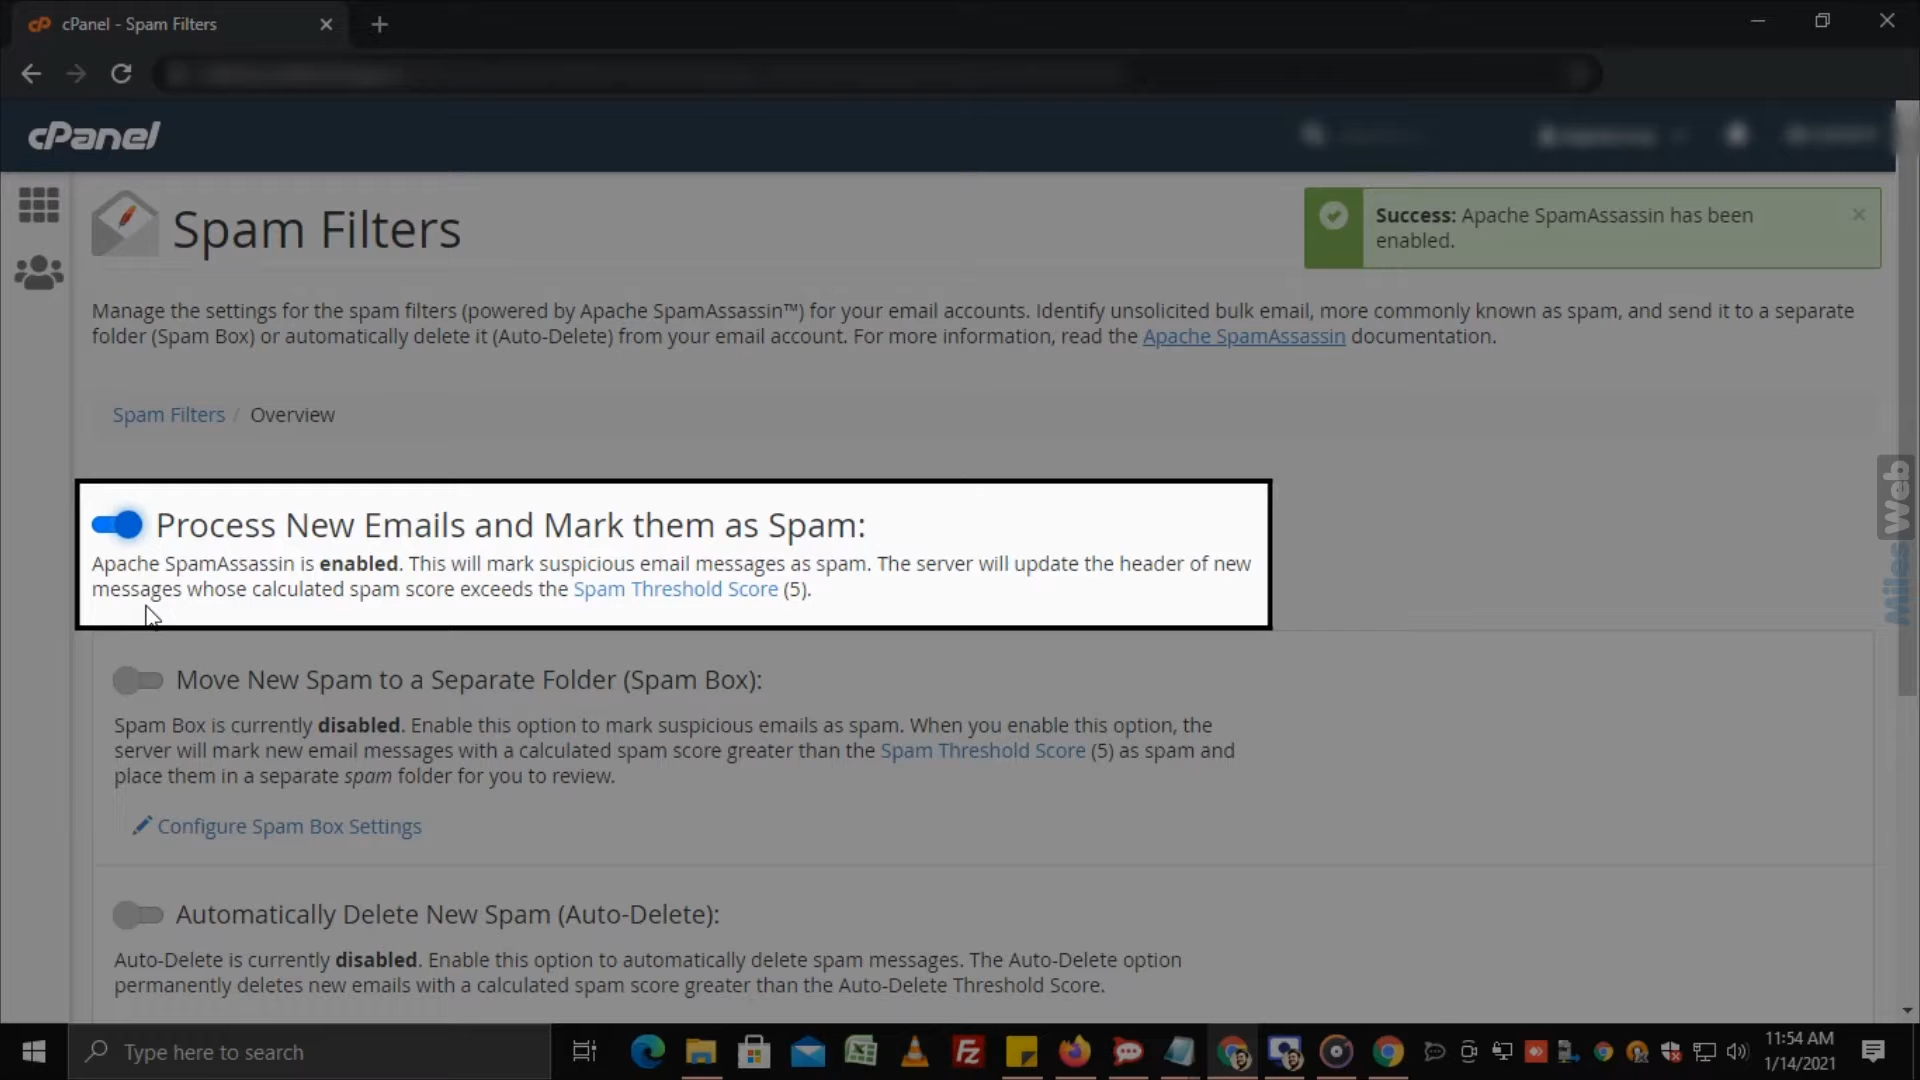 cPanel - Spam Filters
cPanel
Spam Filters
Success: Apache SpamAssassin has been
enabled.
Manage the settings for the spam filters (powered by Apache SpamAssassin™) for your email accounts. Identify unsolicited bulk email, more commonly known as spam, and send it to a separate
folder (Spam Box) or automatically delete it (Auto-Delete) from your email account. For more information, read the Apache SpamAssassin documentation.
Spam Filters / Overview
Process New Emails and Mark them as Spam:
Apache SpamAssassin is enabled. This will mark suspicious email messages as spam. The server will update the header of new
messages whose calculated spam score exceeds the Spam Threshold Score (5).
Move New Spam to a Separate Folder (Spam Box):
Spam Box is currently disabled. Enable this option to mark suspicious emails as spam. When you enable this option, the
server will mark new email messages with a calculated spam score greater than the Spam Threshold Score (5) as spam and
place them in a separate spam folder for you to review.
Configure Spam Box Settings
Automatically Delete New Spam (Auto-Delete):
Auto-Delete is currently disabled. Enable this option to automatically delete spam messages. The Auto-Delete option
permanently deletes new emails with a calculated spam score greater than the Auto-Delete Threshold Score.
MilesWeb
Type here to search
Fz
11:54 AM
1/14/2021